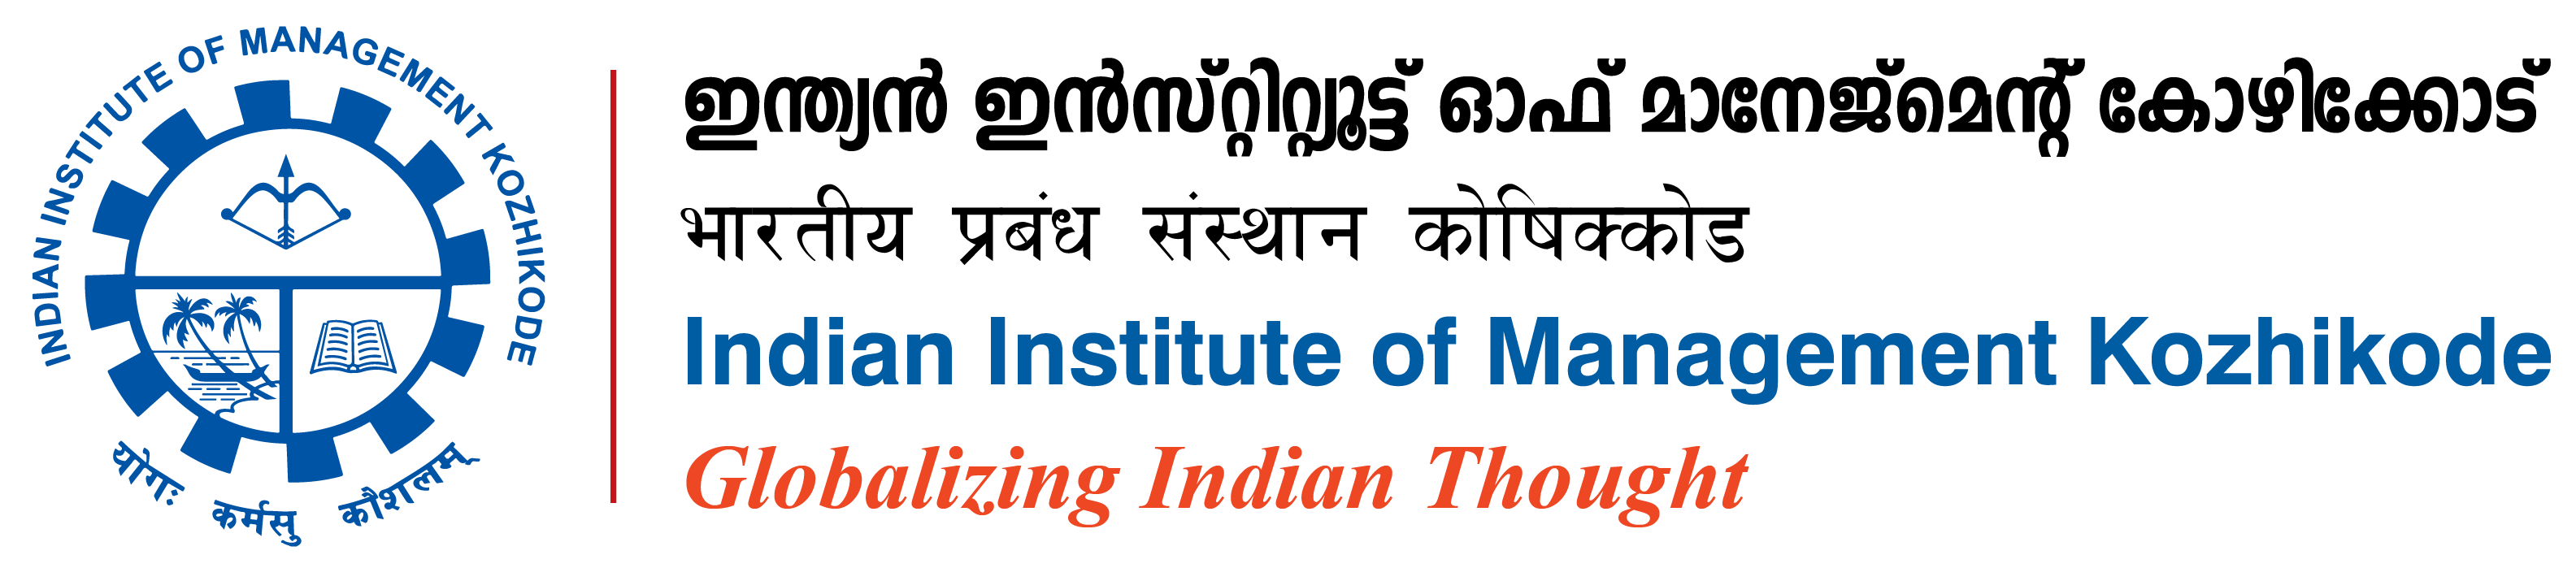 INDIAN INSTITUTE OF MANAGEMENT KOZHIKODE
योगः कर्मसु कौशलम्
ഇന്ത്യൻ ഇൻസ്റ്റിറ്റ്യൂട്ട് ഓഫ് മാനേജ്മെന്റ് കോഴിക്കോട്
भारतीय प्रबंध संस्थान कोषिक्कोड
Indian Institute of Management Kozhikode
Globalizing Indian Thought